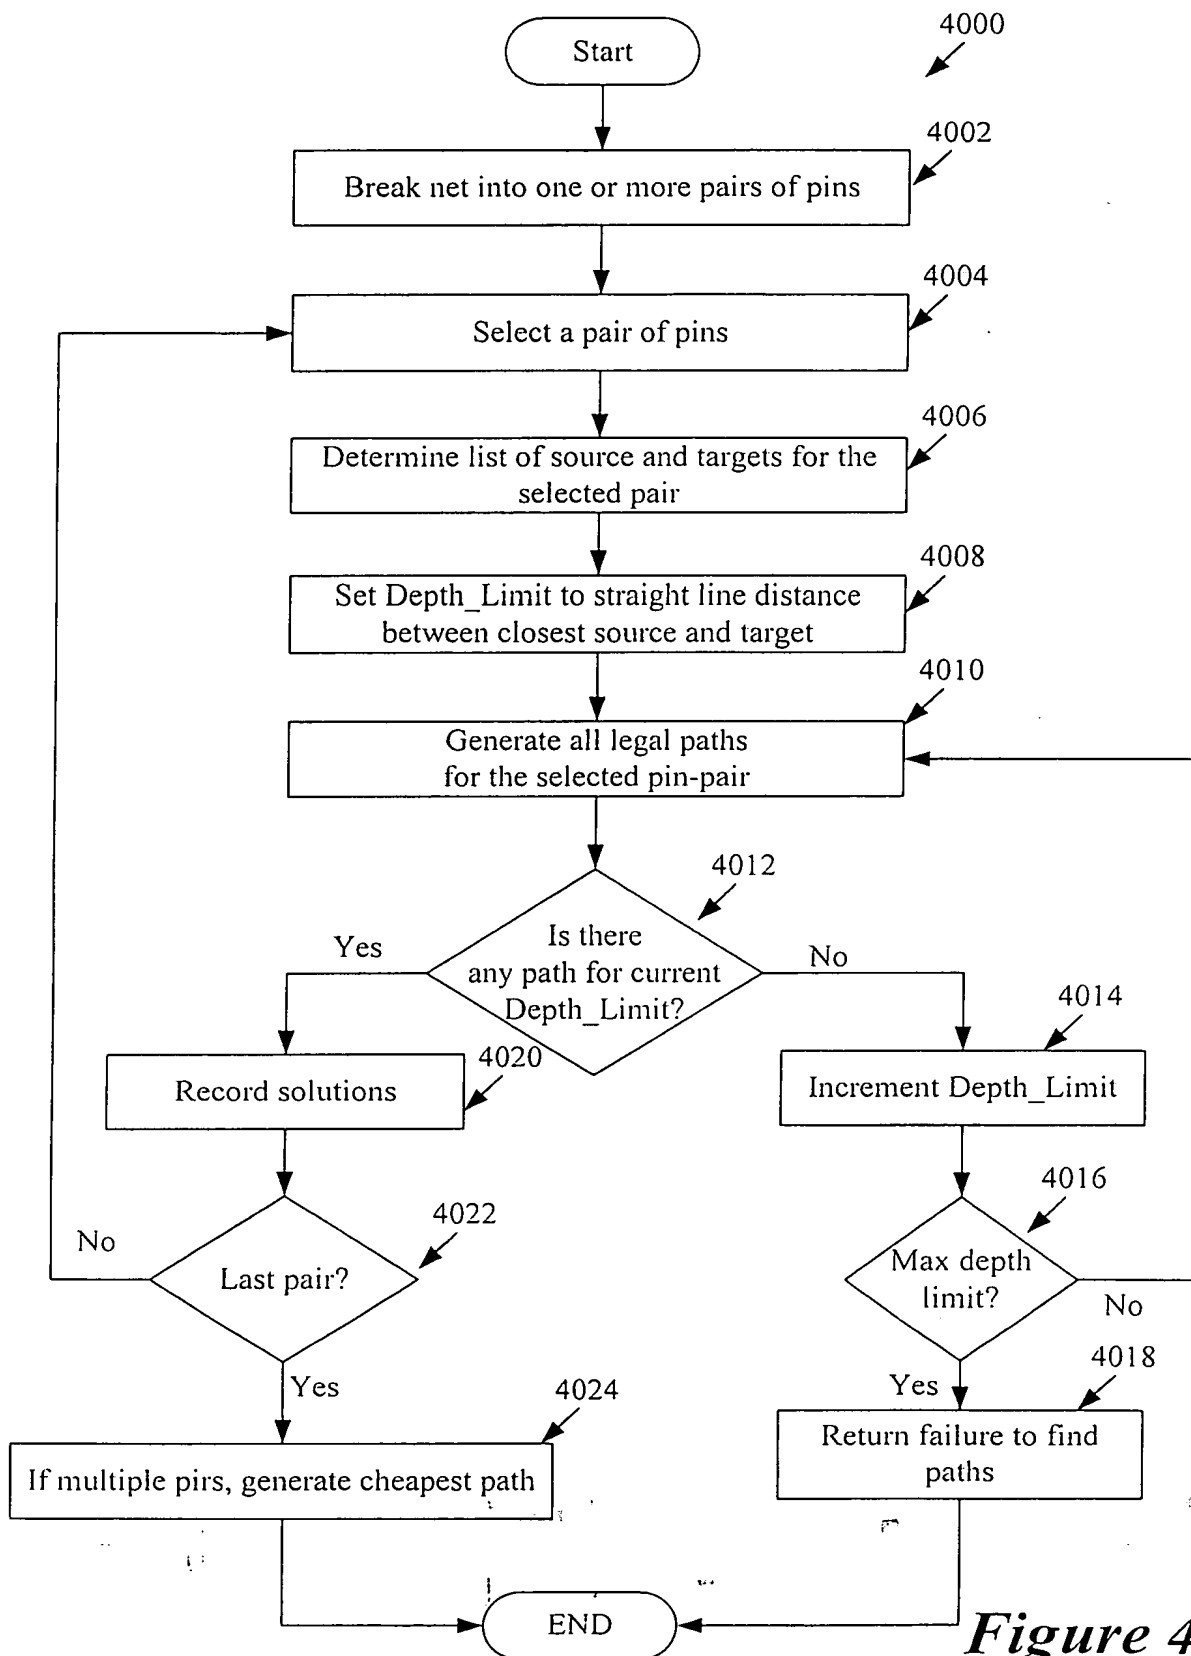 4000
Start
4002
Break net into one or more pairs of pins
4004
Select a pair of pins
4006
Determine list of source and targets for the
selected pair
4008
Set Depth_Limit to straight line distance
between closest source and target
4010
Generate all legal paths
for the selected pin-pair
4012
Is there
any path for current
Depth_Limit?
Yes
No
4014
Increment Depth_Limit
4020
Record solutions
4016
Max depth
limit?
No
4022
Last pair?
No
Yes
Yes
4018
Return failure to find
paths
4024
If multiple pirs, generate cheapest path
END
Figure 4